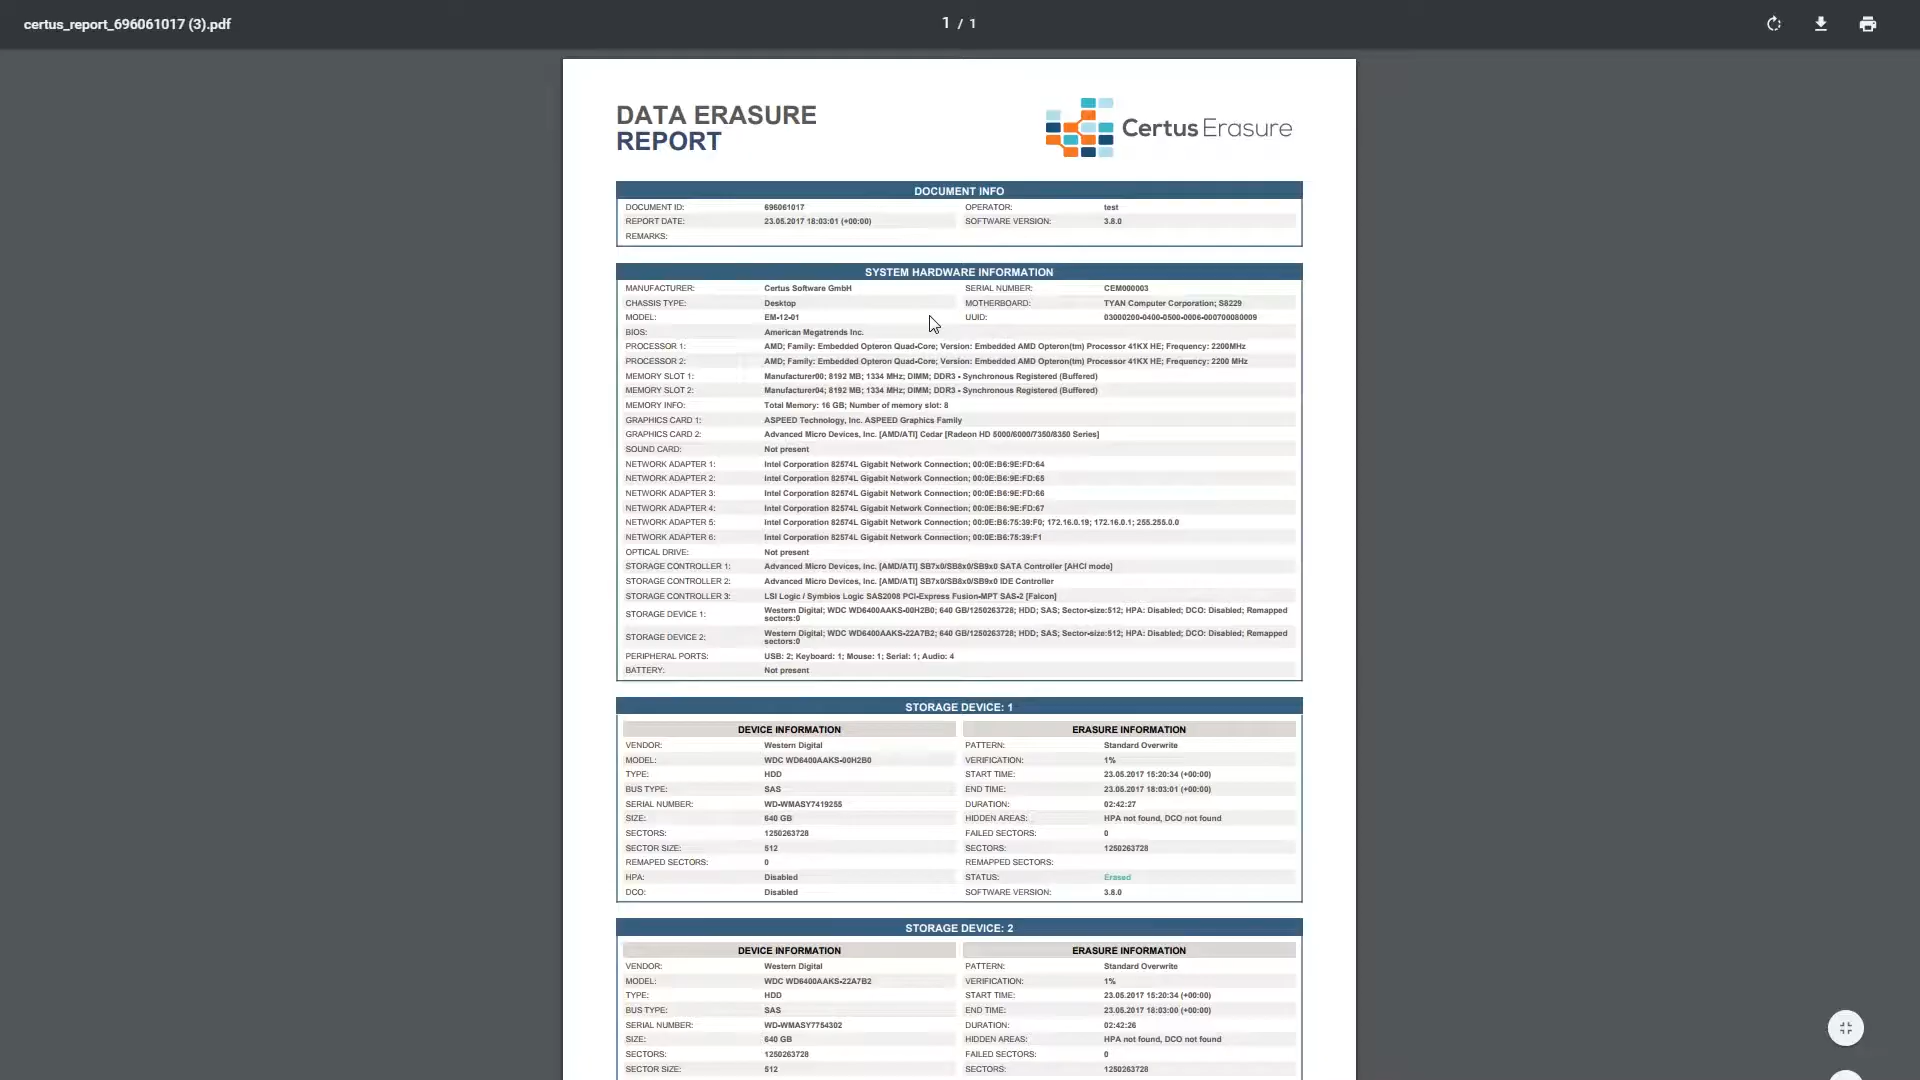 certus_report_696061017 (3).pdf
1 / 1
DATA ERASURE
REPORT
Certus Erasure
DOCUMENT INFO
DOCUMENT ID: 696061017 OPERATOR: test
REPORT DATE: 23.05.2017 18:03:01 (+00:00) SOFTWARE VERSION: 3.8.0
REMARKS:
SYSTEM HARDWARE INFORMATION
MANUFACTURER: Certus Software GmbH SERIAL NUMBER: CEM000003
CHASSIS TYPE: Desktop MOTHERBOARD: TYAN Computer Corporation; S8229
MODEL: EM-12-01 UUID: 03000200-0400-0500-0006-000700080009
BIOS: American Megatrends Inc.
PROCESSOR 1: AMD; Family: Embedded Opteron Quad-Core; Version: Embedded AMD Opteron(tm) Processor 41KX HE; Frequency: 2200MHz
PROCESSOR 2: AMD; Family: Embedded Opteron Quad-Core; Version: Embedded AMD Opteron(tm) Processor 41KX HE; Frequency: 2200 MHz
MEMORY SLOT 1: Manufacturer00; 8192 MB; 1334 MHz; DIMM; DDR3 - Synchronous Registered (Buffered)
MEMORY SLOT 2: Manufacturer04; 8192 MB; 1334 MHz; DIMM; DDR3 - Synchronous Registered (Buffered)
MEMORY INFO: Total Memory: 16 GB; Number of memory slot: 8
GRAPHICS CARD 1: ASPEED Technology, Inc. ASPEED Graphics Family
GRAPHICS CARD 2: Advanced Micro Devices, Inc. [AMD/ATI] Cedar [Radeon HD 5000/6000/7350/8350 Series]
SOUND CARD: Not present
NETWORK ADAPTER 1: Intel Corporation 82574L Gigabit Network Connection; 00:0E:B6:9E:FD:64
NETWORK ADAPTER 2: Intel Corporation 82574L Gigabit Network Connection; 00:0E:B6:9E:FD:65
NETWORK ADAPTER 3: Intel Corporation 82574L Gigabit Network Connection; 00:0E:B6:9E:FD:66
NETWORK ADAPTER 4: Intel Corporation 82574L Gigabit Network Connection; 00:0E:B6:9E:FD:67
NETWORK ADAPTER 5: Intel Corporation 82574L Gigabit Network Connection; 00:0E:B6:75:39:F0; 172.16.0.19; 172.16.0.1; 255.255.0.0
NETWORK ADAPTER 6: Intel Corporation 82574L Gigabit Network Connection; 00:0E:B6:75:39:F1
OPTICAL DRIVE: Not present
STORAGE CONTROLLER 1: Advanced Micro Devices, Inc. [AMD/ATI] SB7x0/SB8x0/SB9x0 SATA Controller [AHCI mode]
STORAGE CONTROLLER 2: Advanced Micro Devices, Inc. [AMD/ATI] SB7x0/SB8x0/SB9x0 IDE Controller
STORAGE CONTROLLER 3: LSI Logic / Symbios Logic SAS2008 PCI-Express Fusion-MPT SAS-2 [Falcon]
STORAGE DEVICE 1: Western Digital; WDC WD6400AAKS-00H2B0; 640 GB/1250263728; HDD; SAS; Sector-size:512; HPA: Disabled; DCO: Disabled; Remapped
sectors:0
STORAGE DEVICE 2: Western Digital; WDC WD6400AAKS-22A7B2; 640 GB/1250263728; HDD; SAS; Sector-size:512; HPA: Disabled; DCO: Disabled; Remapped
sectors:0
PERIPHERAL PORTS: USB: 2; Keyboard: 1; Mouse: 1; Serial: 1; Audio: 4
BATTERY: Not present
STORAGE DEVICE: 1
DEVICE INFORMATION ERASURE INFORMATION
VENDOR: Western Digital PATTERN: Standard Overwrite
MODEL: WDC WD6400AAKS-00H2B0 VERIFICATION: 1%
TYPE: HDD START TIME: 23.05.2017 15:20:34 (+00:00)
BUS TYPE: SAS END TIME: 23.05.2017 18:03:01 (+00:00)
SERIAL NUMBER: WD-WMASY7419255 DURATION: 02:42:27
SIZE: 640 GB HIDDEN AREAS: HPA not found, DCO not found
SECTORS: 1250263728 FAILED SECTORS: 0
SECTOR SIZE: 512 SECTORS: 1250263728
REMAPED SECTORS: 0 REMAPPED SECTORS:
HPA: Disabled STATUS: Erased
DCO: Disabled SOFTWARE VERSION: 3.8.0
STORAGE DEVICE: 2
DEVICE INFORMATION ERASURE INFORMATION
VENDOR: Western Digital PATTERN: Standard Overwrite
MODEL: WDC WD6400AAKS-22A7B2 VERIFICATION: 1%
TYPE: HDD START TIME: 23.05.2017 15:20:34 (+00:00)
BUS TYPE: SAS END TIME: 23.05.2017 18:03:00 (+00:00)
SERIAL NUMBER: WD-WMASY7754302 DURATION: 02:42:26
SIZE: 640 GB HIDDEN AREAS: HPA not found, DCO not found
SECTORS: 1250263728 FAILED SECTORS: 0
SECTOR SIZE: 512 SECTORS: 1250263728